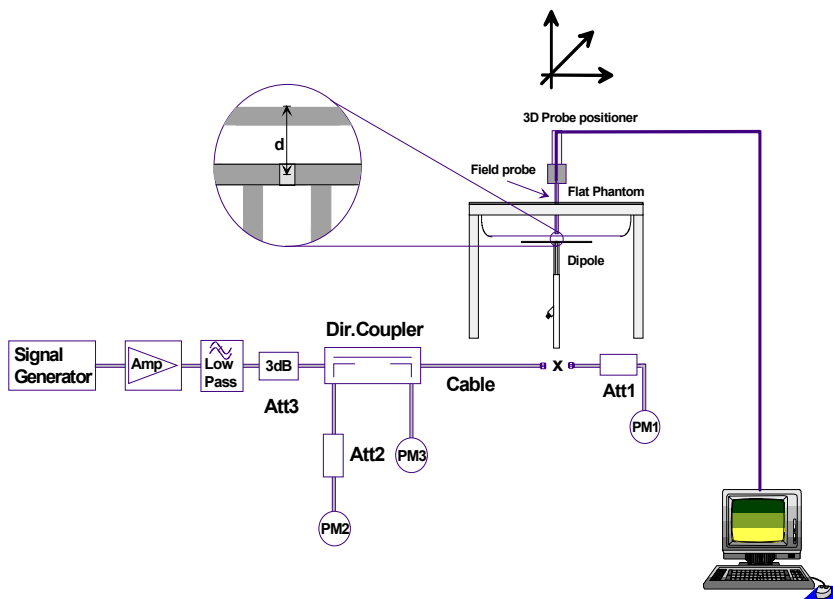 3D Probe positioner
d
Field probe
Flat Phantom
Dipole
Dir.Coupler
Signal
Generator
Amp
Low
Pass
3dB
Att3
Cable
x
Att1
PM1
Att2
PM3
PM2